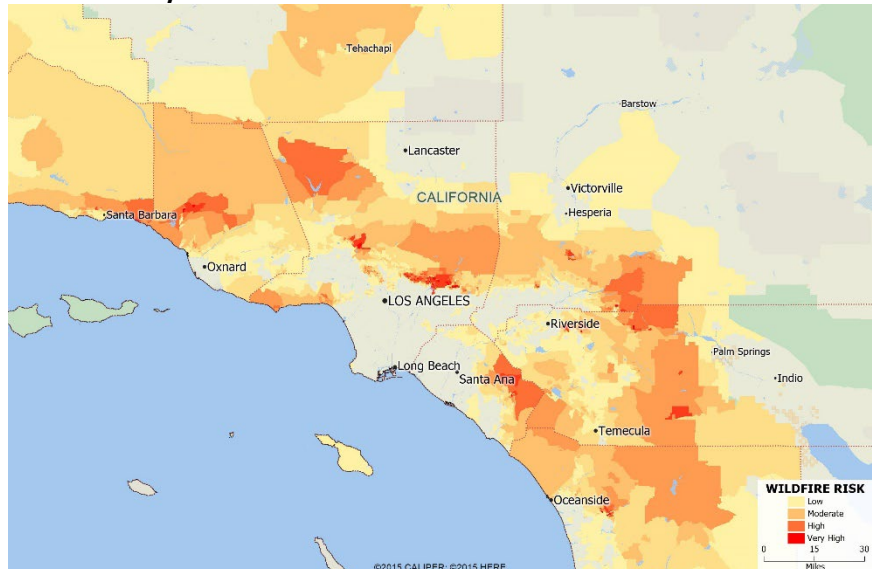 Tehachapi
Barstow
Lancaster
CALIFORNIA
Victorville
Hesperia
Santa Barbara
Oxnard
LOS ANGELES
Riverside
Long Beach
Santa Ana
Palm Springs
Indio
Temecula
Oceanside
WILDFIRE RISK
Low
Moderate
High
Very High
0 15 30
Miles
©2015 CALIPER; ©2015 HERE